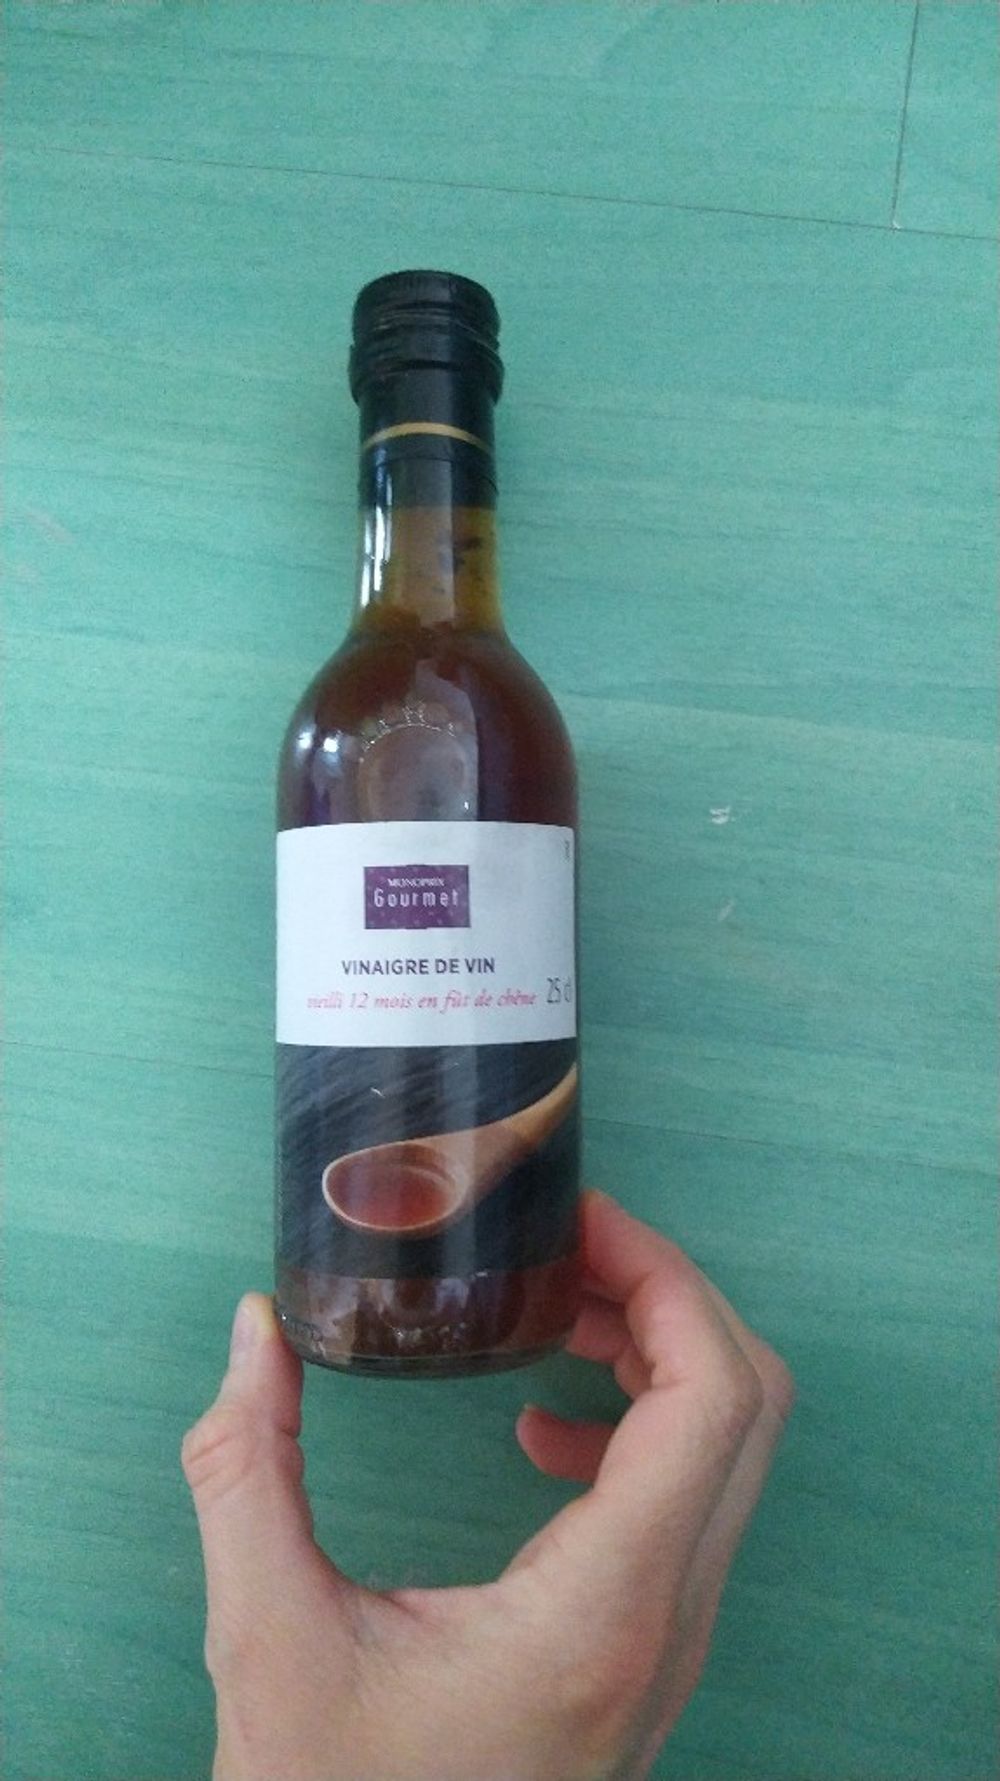 MONOPRIX
Gourmet
VINAIGRE DE VIN
vieilli 12 mois en fût de chêne
25 cl